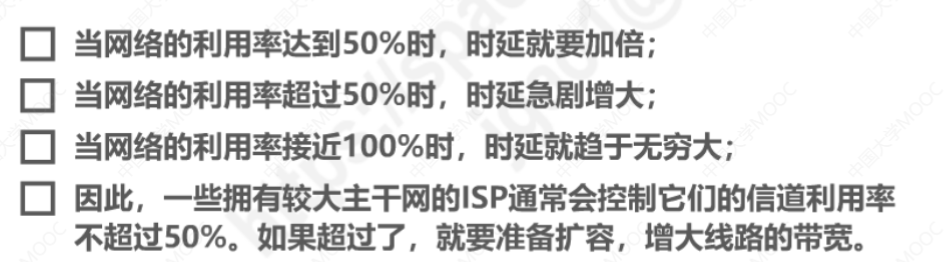 当网络的利用率达到50%时，时延就要加倍；
当网络的利用率超过50%时，时延急剧增大；
当网络的利用率接近100%时，时延就趋于无穷大；
因此，一些拥有较大主干网的ISP通常会控制它们的信道利用率
不超过50%。如果超过了，就要准备扩容，增大线路的带宽。